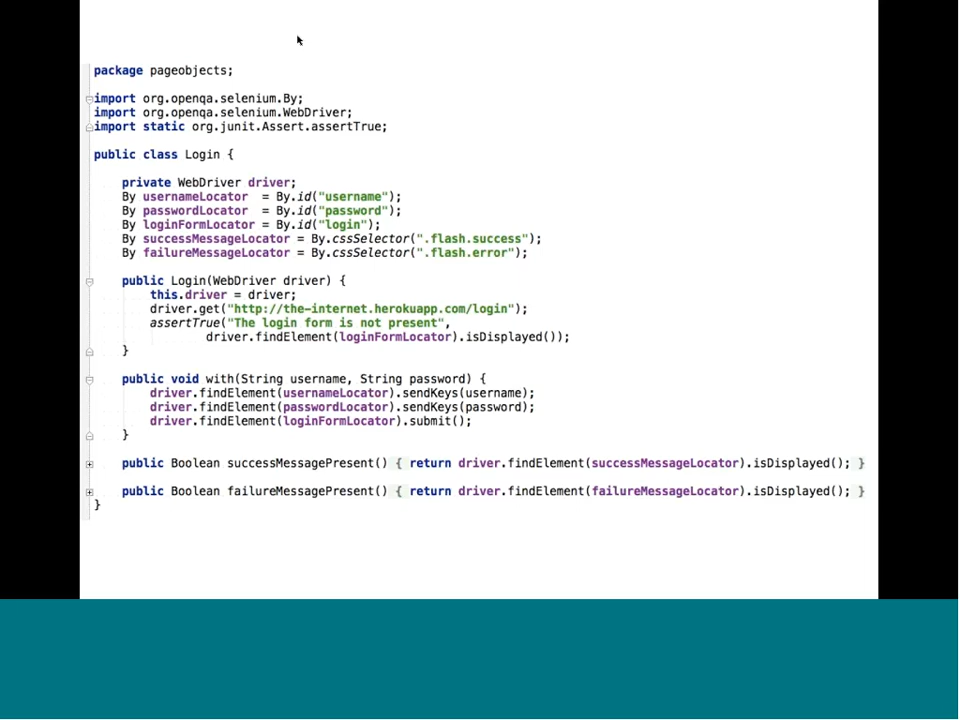 package pageobjects;
import org.openqa.selenium.By;
import org.openqa.selenium.WebDriver;
import static org.junit.Assert.assertTrue;
public class Login {
private WebDriver driver;
By usernameLocator  = By.id("username");
By passwordLocator  = By.id("password");
By loginFormLocator = By.id("login");
By successMessageLocator = By.cssSelector(".flash.success");
By failureMessageLocator = By.cssSelector(".flash.error");
public Login(WebDriver driver) {
this.driver = driver;
driver.get("http://the-internet.herokuapp.com/login");
assertTrue("The login form is not present",
driver.findElement(loginFormLocator).isDisplayed());
}
public void with(String username, String password) {
driver.findElement(usernameLocator).sendKeys(username);
driver.findElement(passwordLocator).sendKeys(password);
driver.findElement(loginFormLocator).submit();
}
public Boolean successMessagePresent() { return driver.findElement(successMessageLocator).isDisplayed(); }
public Boolean failureMessagePresent() { return driver.findElement(failureMessageLocator).isDisplayed(); }
}